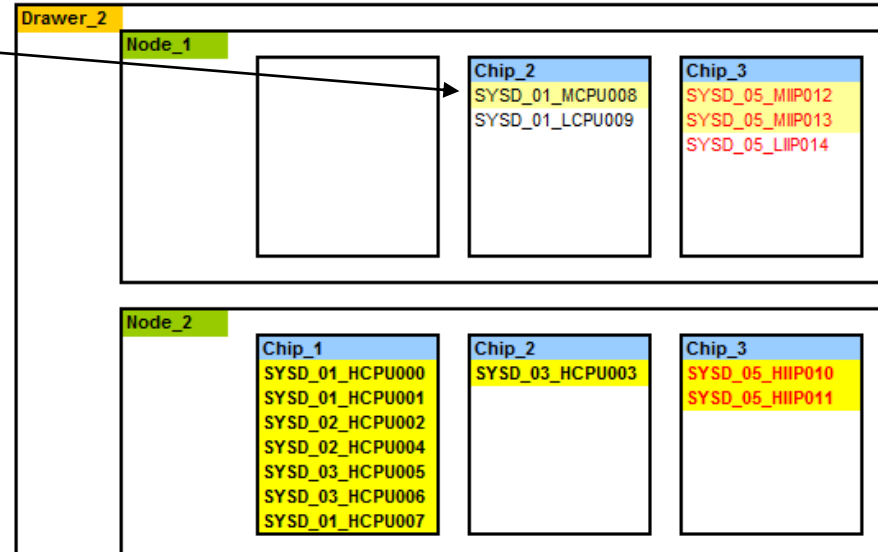 Drawer_2
Node_1
Chip_2
SYSD_01_MCPU008
SYSD_01_LCPU009
Chip_3
SYSD_05_MIIP012
SYSD_05_MIIP013
SYSD_05_LIIP014
Node_2
Chip_1
SYSD_01_HCPU000
SYSD_01_HCPU001
SYSD_02_HCPU002
SYSD_02_HCPU004
SYSD_03_HCPU005
SYSD_03_HCPU006
SYSD_01_HCPU007
Chip_2
SYSD_03_HCPU003
Chip_3
SYSD_05_HIIP010
SYSD_05_HIIP011